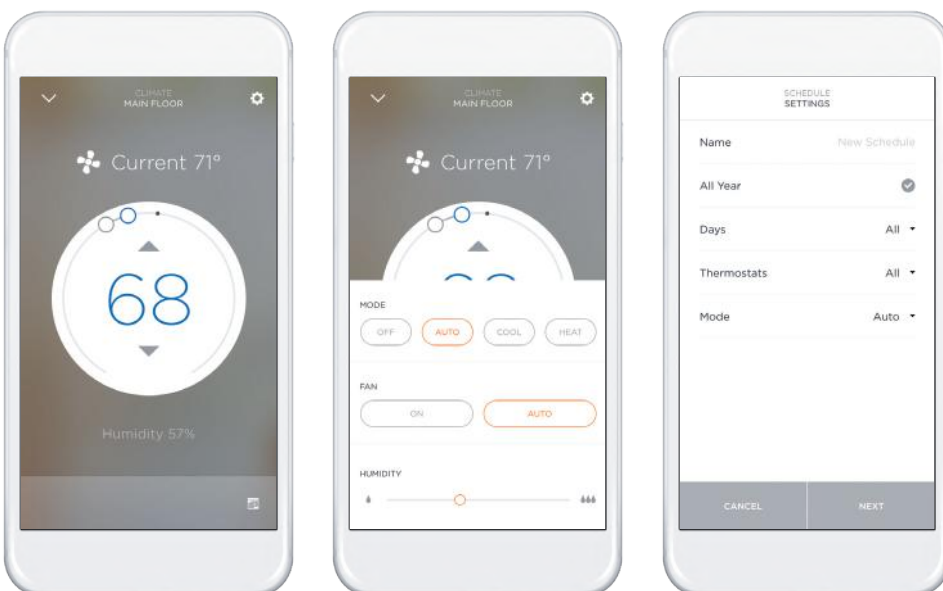 CLIMATE
MAIN FLOOR
Current 71°
68
Humidity 57%
CLIMATE
MAIN FLOOR
Current 71°
MODE
OFF AUTO COOL HEAT
FAN
ON AUTO
HUMIDITY
SCHEDULE
SETTINGS
Name New Schedule
All Year
Days All
Thermostats All
Mode Auto
CANCEL NEXT